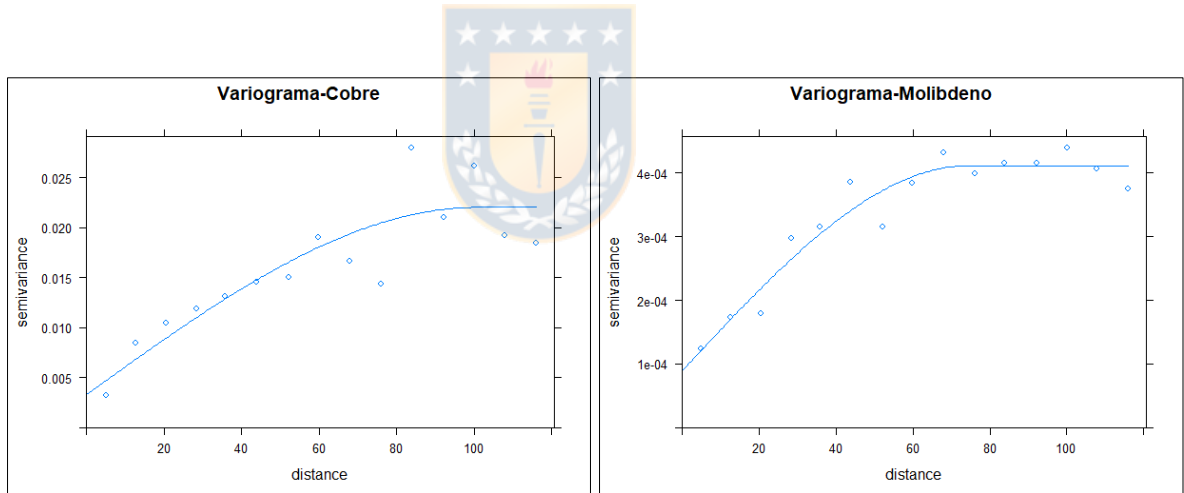 Variograma-Cobre
0.025
0.020
0.015
0.010
0.005
semivariance
20 40 60 80 100
distance
Variograma-Molibdeno
4e-04
3e-04
2e-04
1e-04
semivariance
20 40 60 80 100
distance